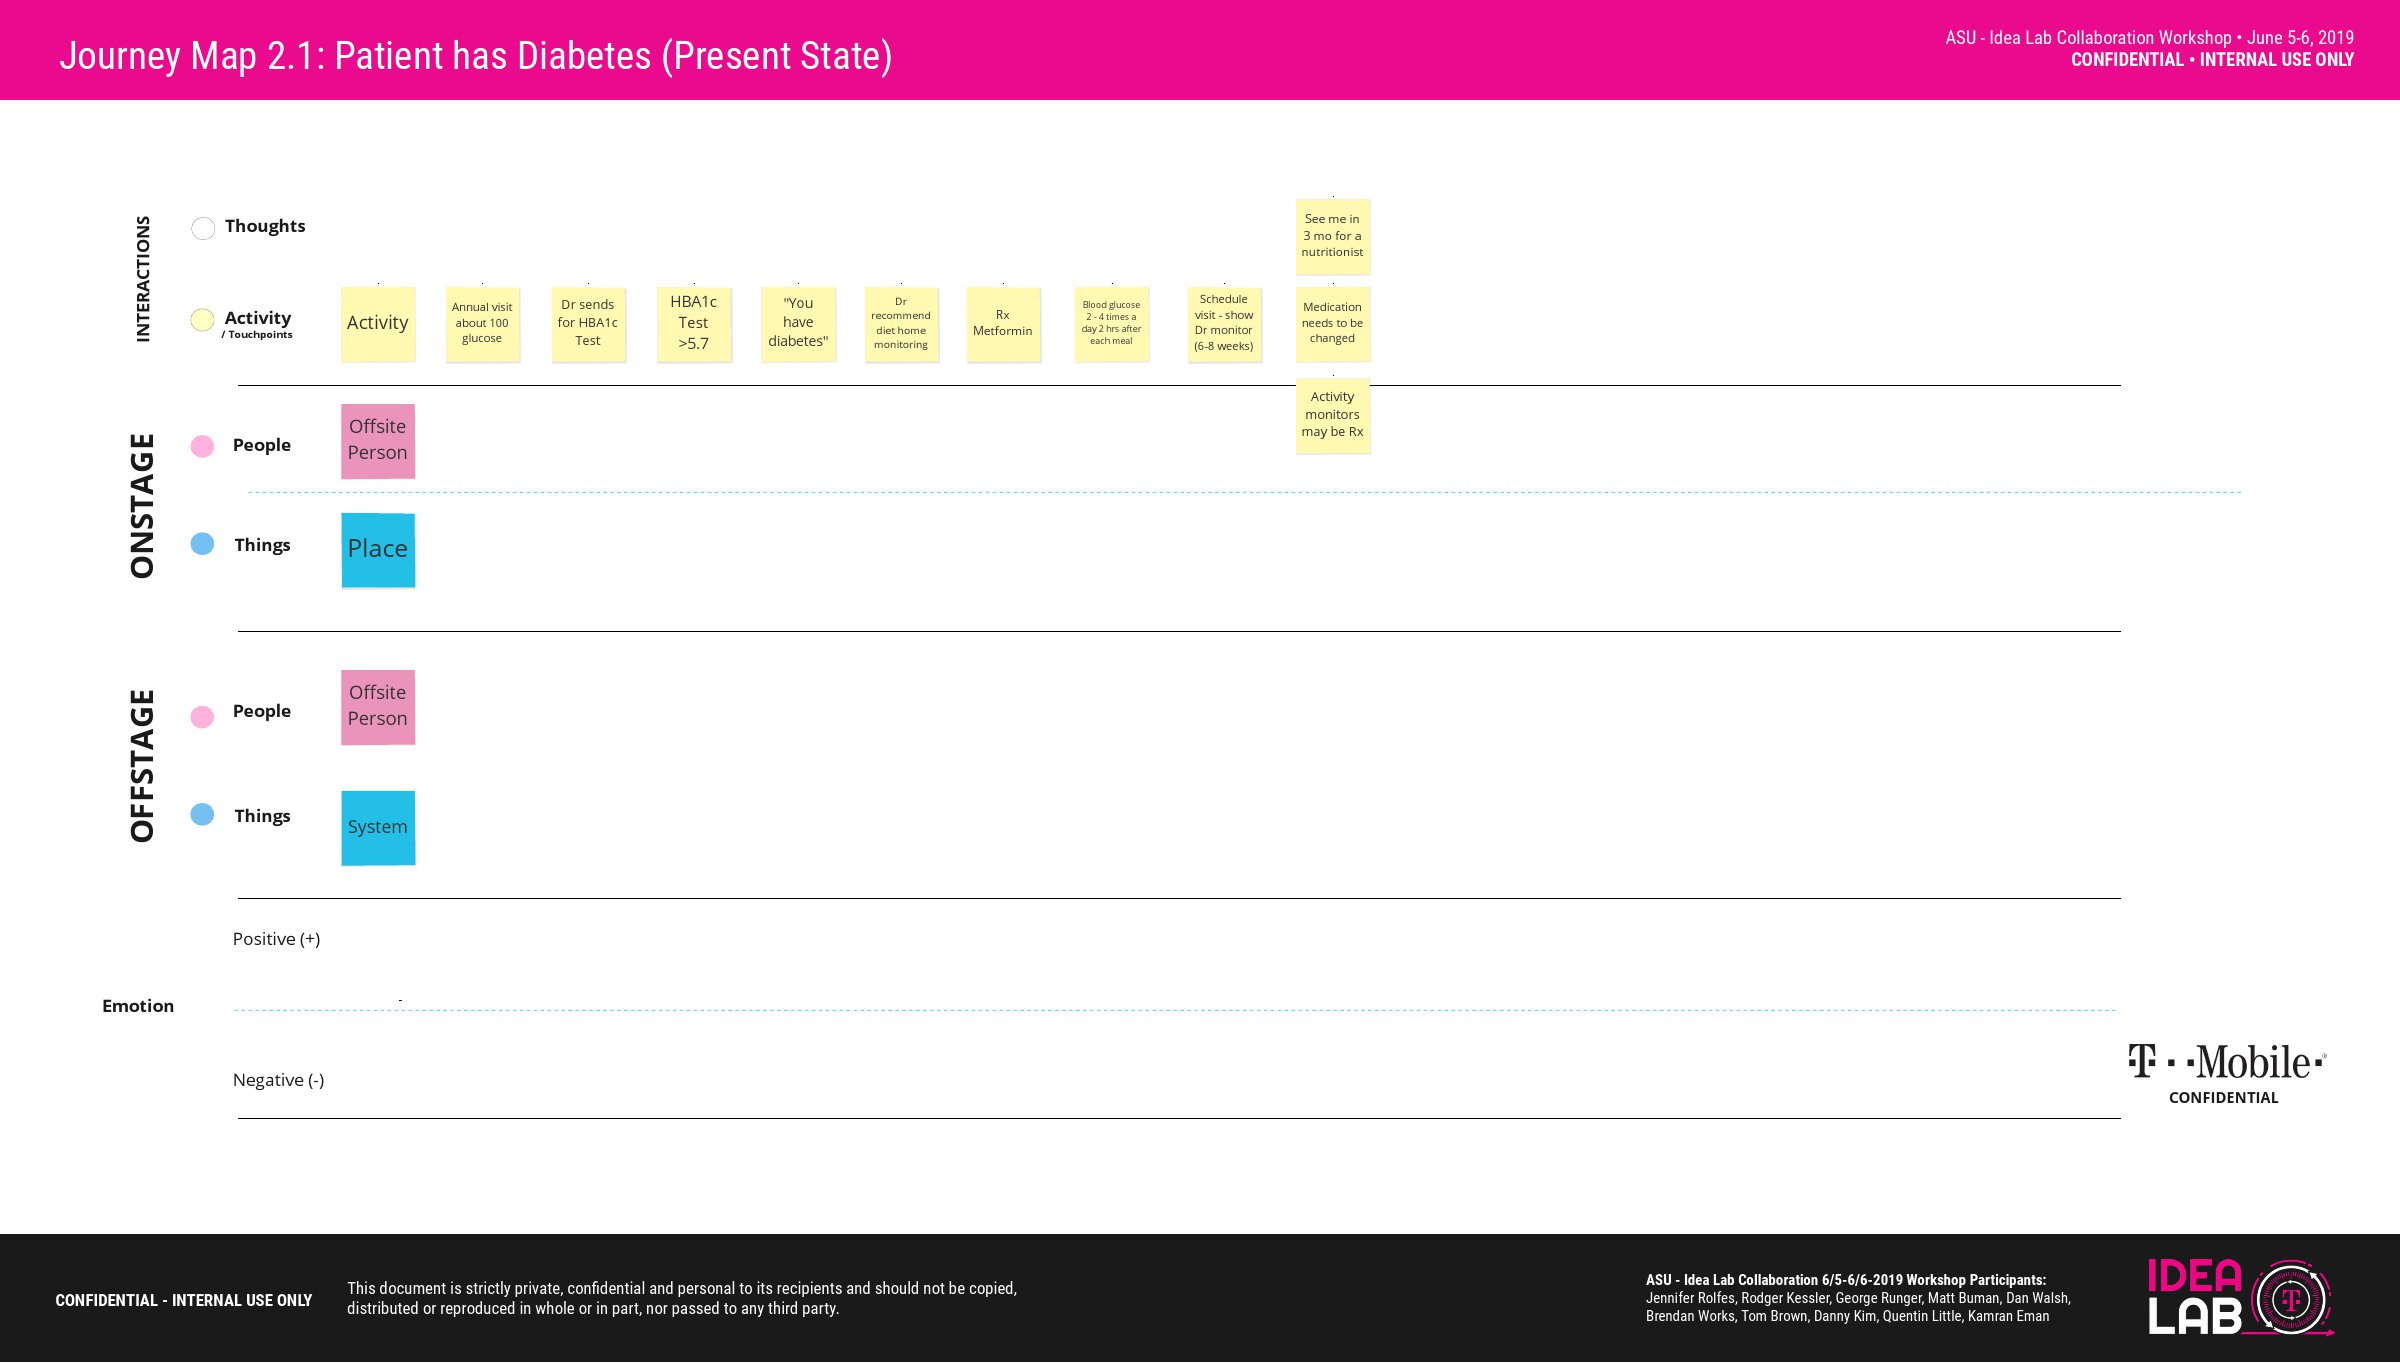 Journey Map 2.1: Patient has Diabetes (Present State)
ASU - Idea Lab Collaboration Workshop • June 5-6, 2019
CONFIDENTIAL • INTERNAL USE ONLY
INTERACTIONS
Thoughts
See me in
3 mo for a
nutritionist
Activity
/ Touchpoints
Activity
Annual visit
about 100
glucose
Dr sends
for HBA1c
Test
HBA1c
Test
>5.7
"You
have
diabetes"
Dr
recommend
diet home
monitoring
Rx
Metformin
Blood glucose
2 - 4 times a
day 2 hrs after
each meal
Schedule
visit - show
Dr monitor
(6-8 weeks)
Medication
needs to be
changed
Activity
monitors
may be Rx
ONSTAGE
People
Offsite
Person
Things
Place
OFFSTAGE
People
Offsite
Person
Things
System
Positive (+)
Emotion
-
Negative (-)
T··Mobile·®
CONFIDENTIAL
CONFIDENTIAL - INTERNAL USE ONLY
This document is strictly private, confidential and personal to its recipients and should not be copied,
distributed or reproduced in whole or in part, nor passed to any third party.
ASU - Idea Lab Collaboration 6/5-6/6-2019 Workshop Participants:
Jennifer Rolfes, Rodger Kessler, George Runger, Matt Buman, Dan Walsh,
Brendan Works, Tom Brown, Danny Kim, Quentin Little, Kamran Eman
IDEA
LAB
T